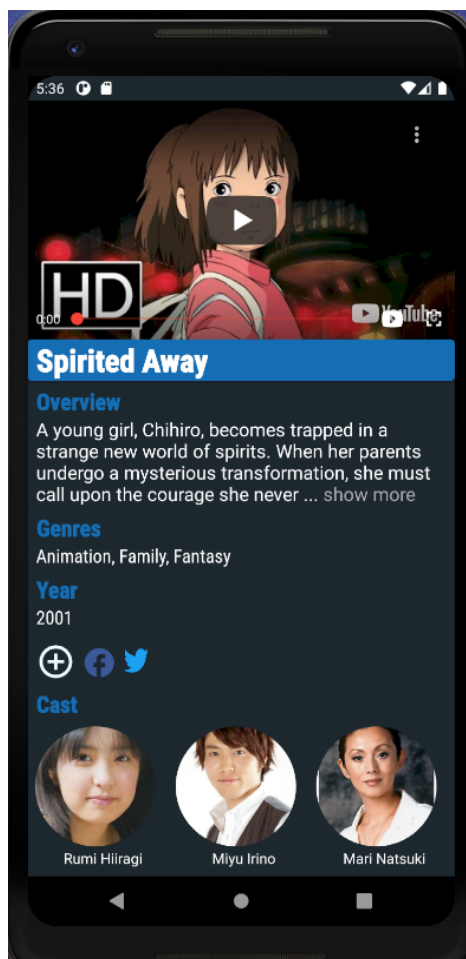 5:36
HD
0:00
YouTube
Spirited Away
Overview
A young girl, Chihiro, becomes trapped in a
strange new world of spirits. When her parents
undergo a mysterious transformation, she must
call upon the courage she never ... show more
Genres
Animation, Family, Fantasy
Year
2001
Cast
Rumi Hiiragi Miyu Irino Mari Natsuki